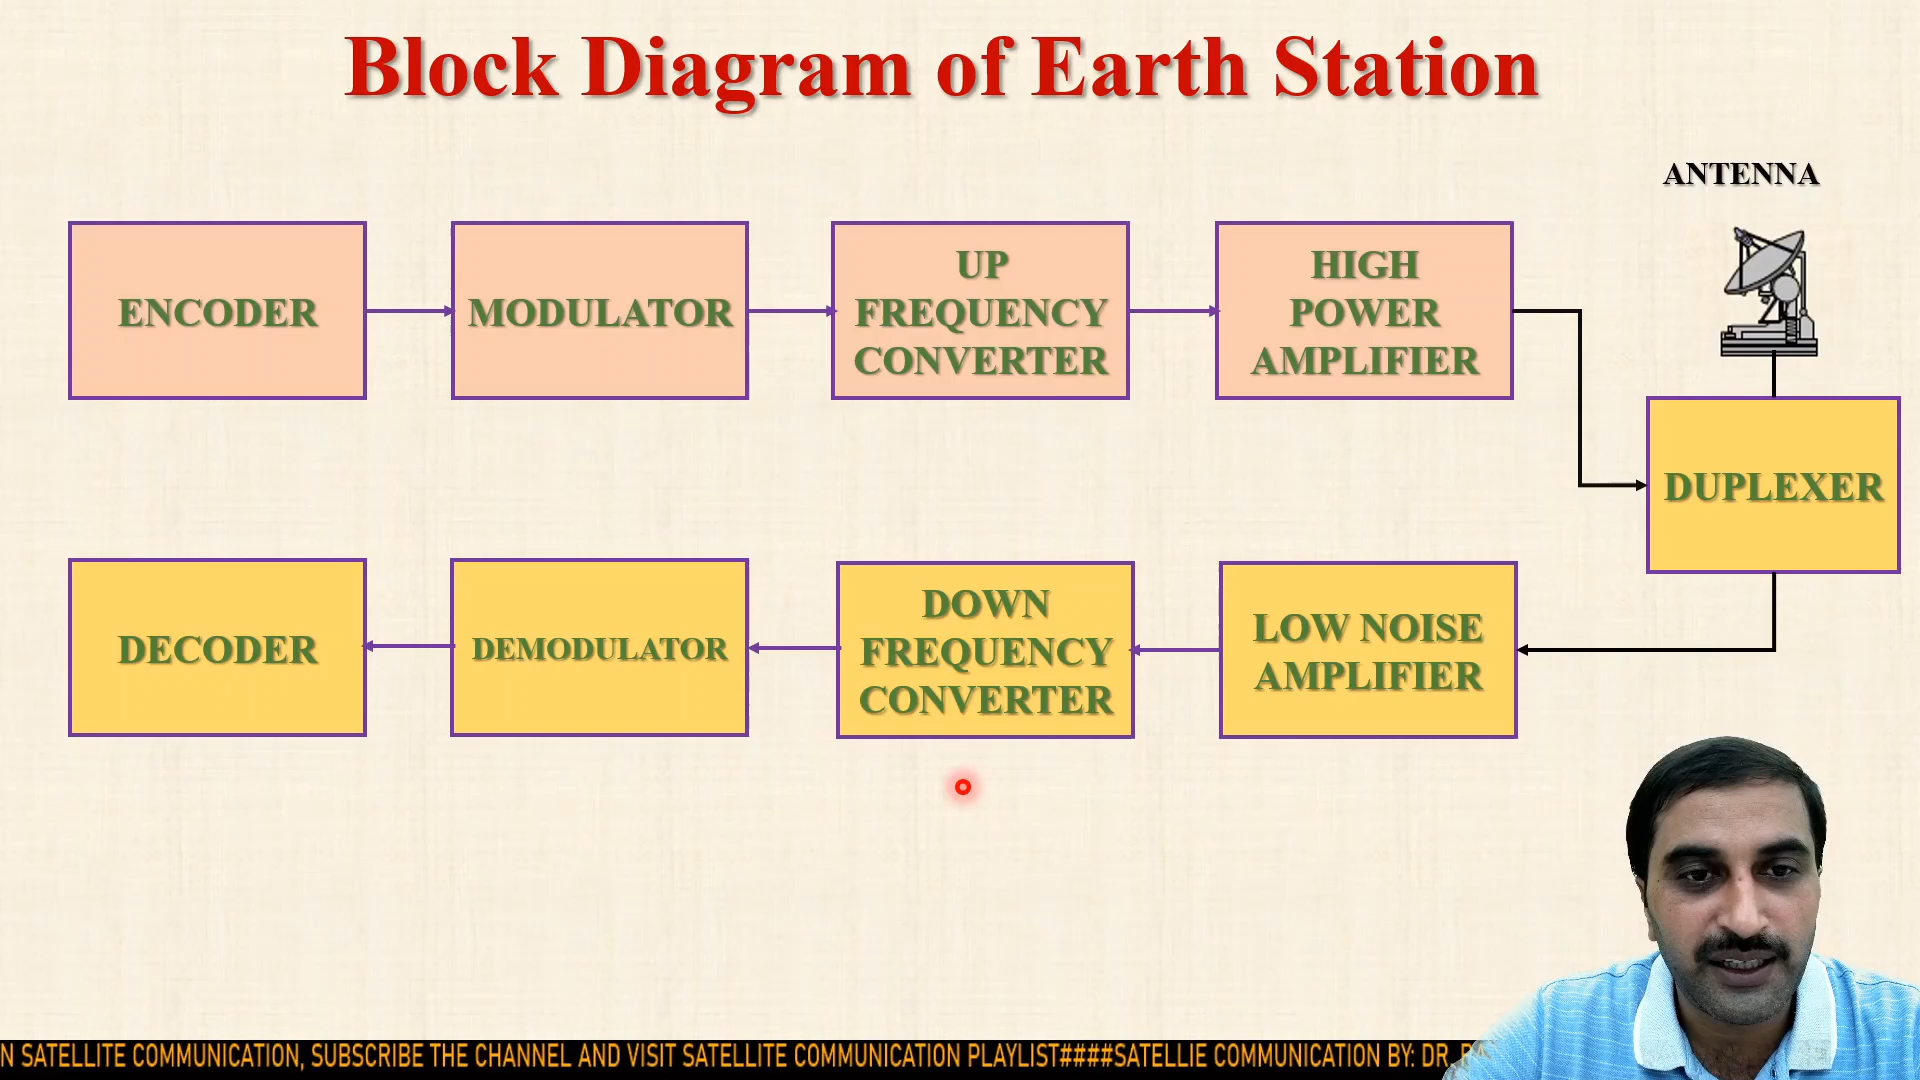 Block Diagram of Earth Station
ANTENNA
ENCODER
MODULATOR
UP
FREQUENCY
CONVERTER
HIGH
POWER
AMPLIFIER
DUPLEXER
DECODER
DEMODULATOR
DOWN
FREQUENCY
CONVERTER
LOW NOISE
AMPLIFIER
N SATELLITE COMMUNICATION, SUBSCRIBE THE CHANNEL AND VISIT SATELLITE COMMUNICATION PLAYLIST####SATELLIE COMMUNICATION BY: DR.